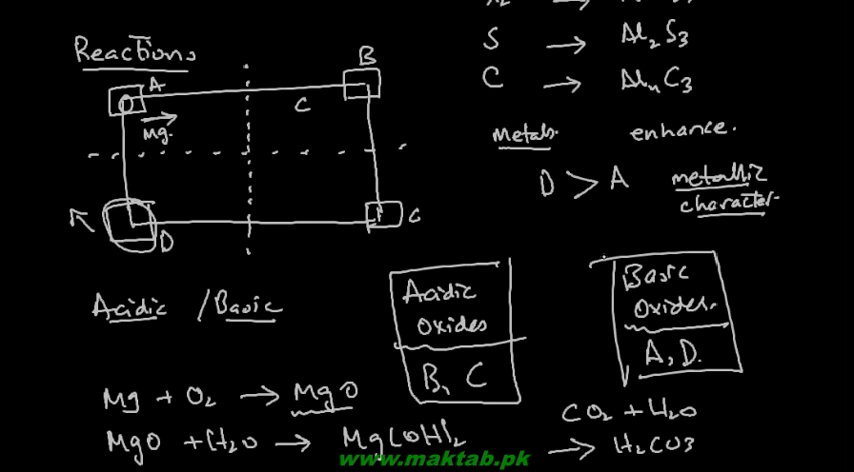 S → Al2S3
Reactions
B
A
C → Al4C3
C
Mg.
Metals. enhance.
D > A metallic
character.
C
D
Acidic / Basic
Acidic
Oxides
B, C
Basic
Oxides.
A, D.
Mg + O2 → MgO
MgO + H2O → Mg(OH)2
CO2 + H2O
→ H2CO3
www.maktab.pk